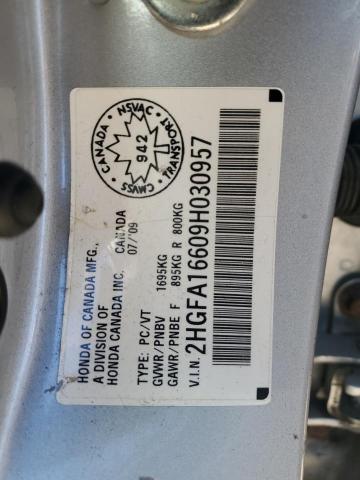 HONDA OF CANADA MFG.,
A DIVISION OF
HONDA CANADA INC. CANADA
07/'09
TYPE: PC/VT
GVWR/PNBV 1695KG
GAWR/PNBE F 895KG R 800KG
V.I.N. 2HGFA16609H030957
CANADA
NSVAC
TRANSPORT
CMVSS
942